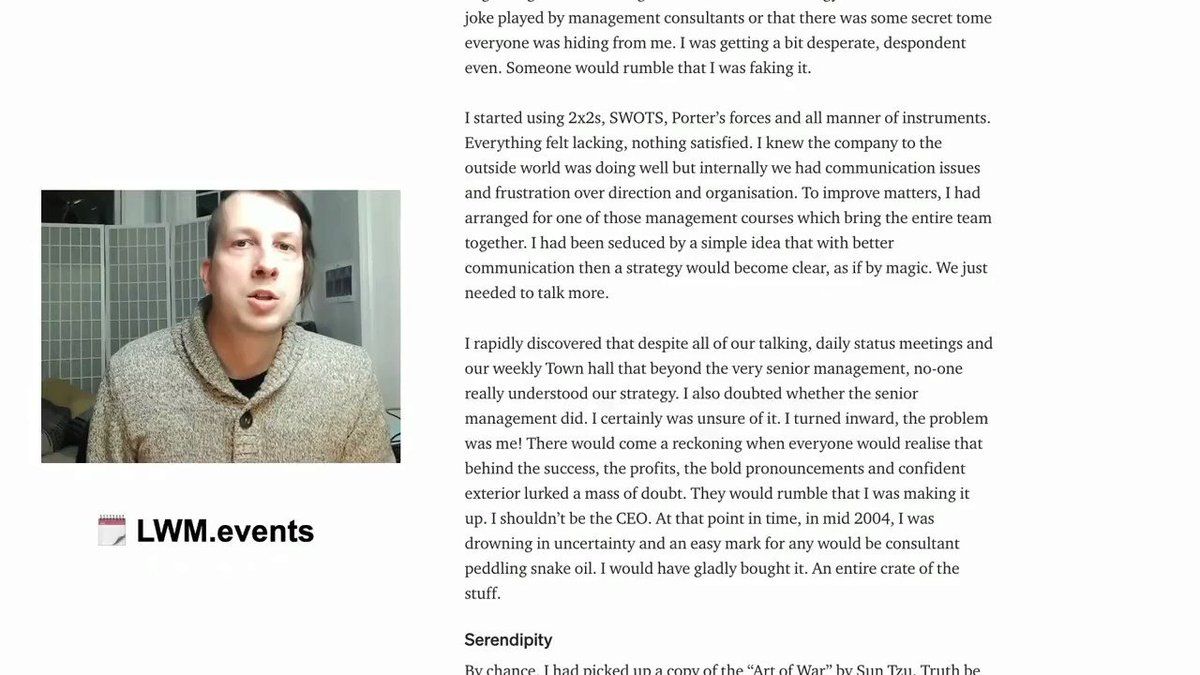 joke played by management consultants or that there was some secret tome
everyone was hiding from me. I was getting a bit desperate, despondent
even. Someone would rumble that I was faking it.
I started using 2x2s, SWOTS, Porter’s forces and all manner of instruments.
Everything felt lacking, nothing satisfied. I knew the company to the
outside world was doing well but internally we had communication issues
and frustration over direction and organisation. To improve matters, I had
arranged for one of those management courses which bring the entire team
together. I had been seduced by a simple idea that with better
communication then a strategy would become clear, as if by magic. We just
needed to talk more.
I rapidly discovered that despite all of our talking, daily status meetings and
our weekly Town hall that beyond the very senior management, no-one
really understood our strategy. I also doubted whether the senior
management did. I certainly was unsure of it. I turned inward, the problem
was me! There would come a reckoning when everyone would realise that
behind the success, the profits, the bold pronouncements and confident
exterior lurked a mass of doubt. They would rumble that I was making it
up. I shouldn’t be the CEO. At that point in time, in mid 2004, I was
drowning in uncertainty and an easy mark for any would be consultant
peddling snake oil. I would have gladly bought it. An entire crate of the
stuff.
Serendipity
By chance, I had picked up a copy of the “Art of War” by Sun Tzu. Truth be
LWM.events